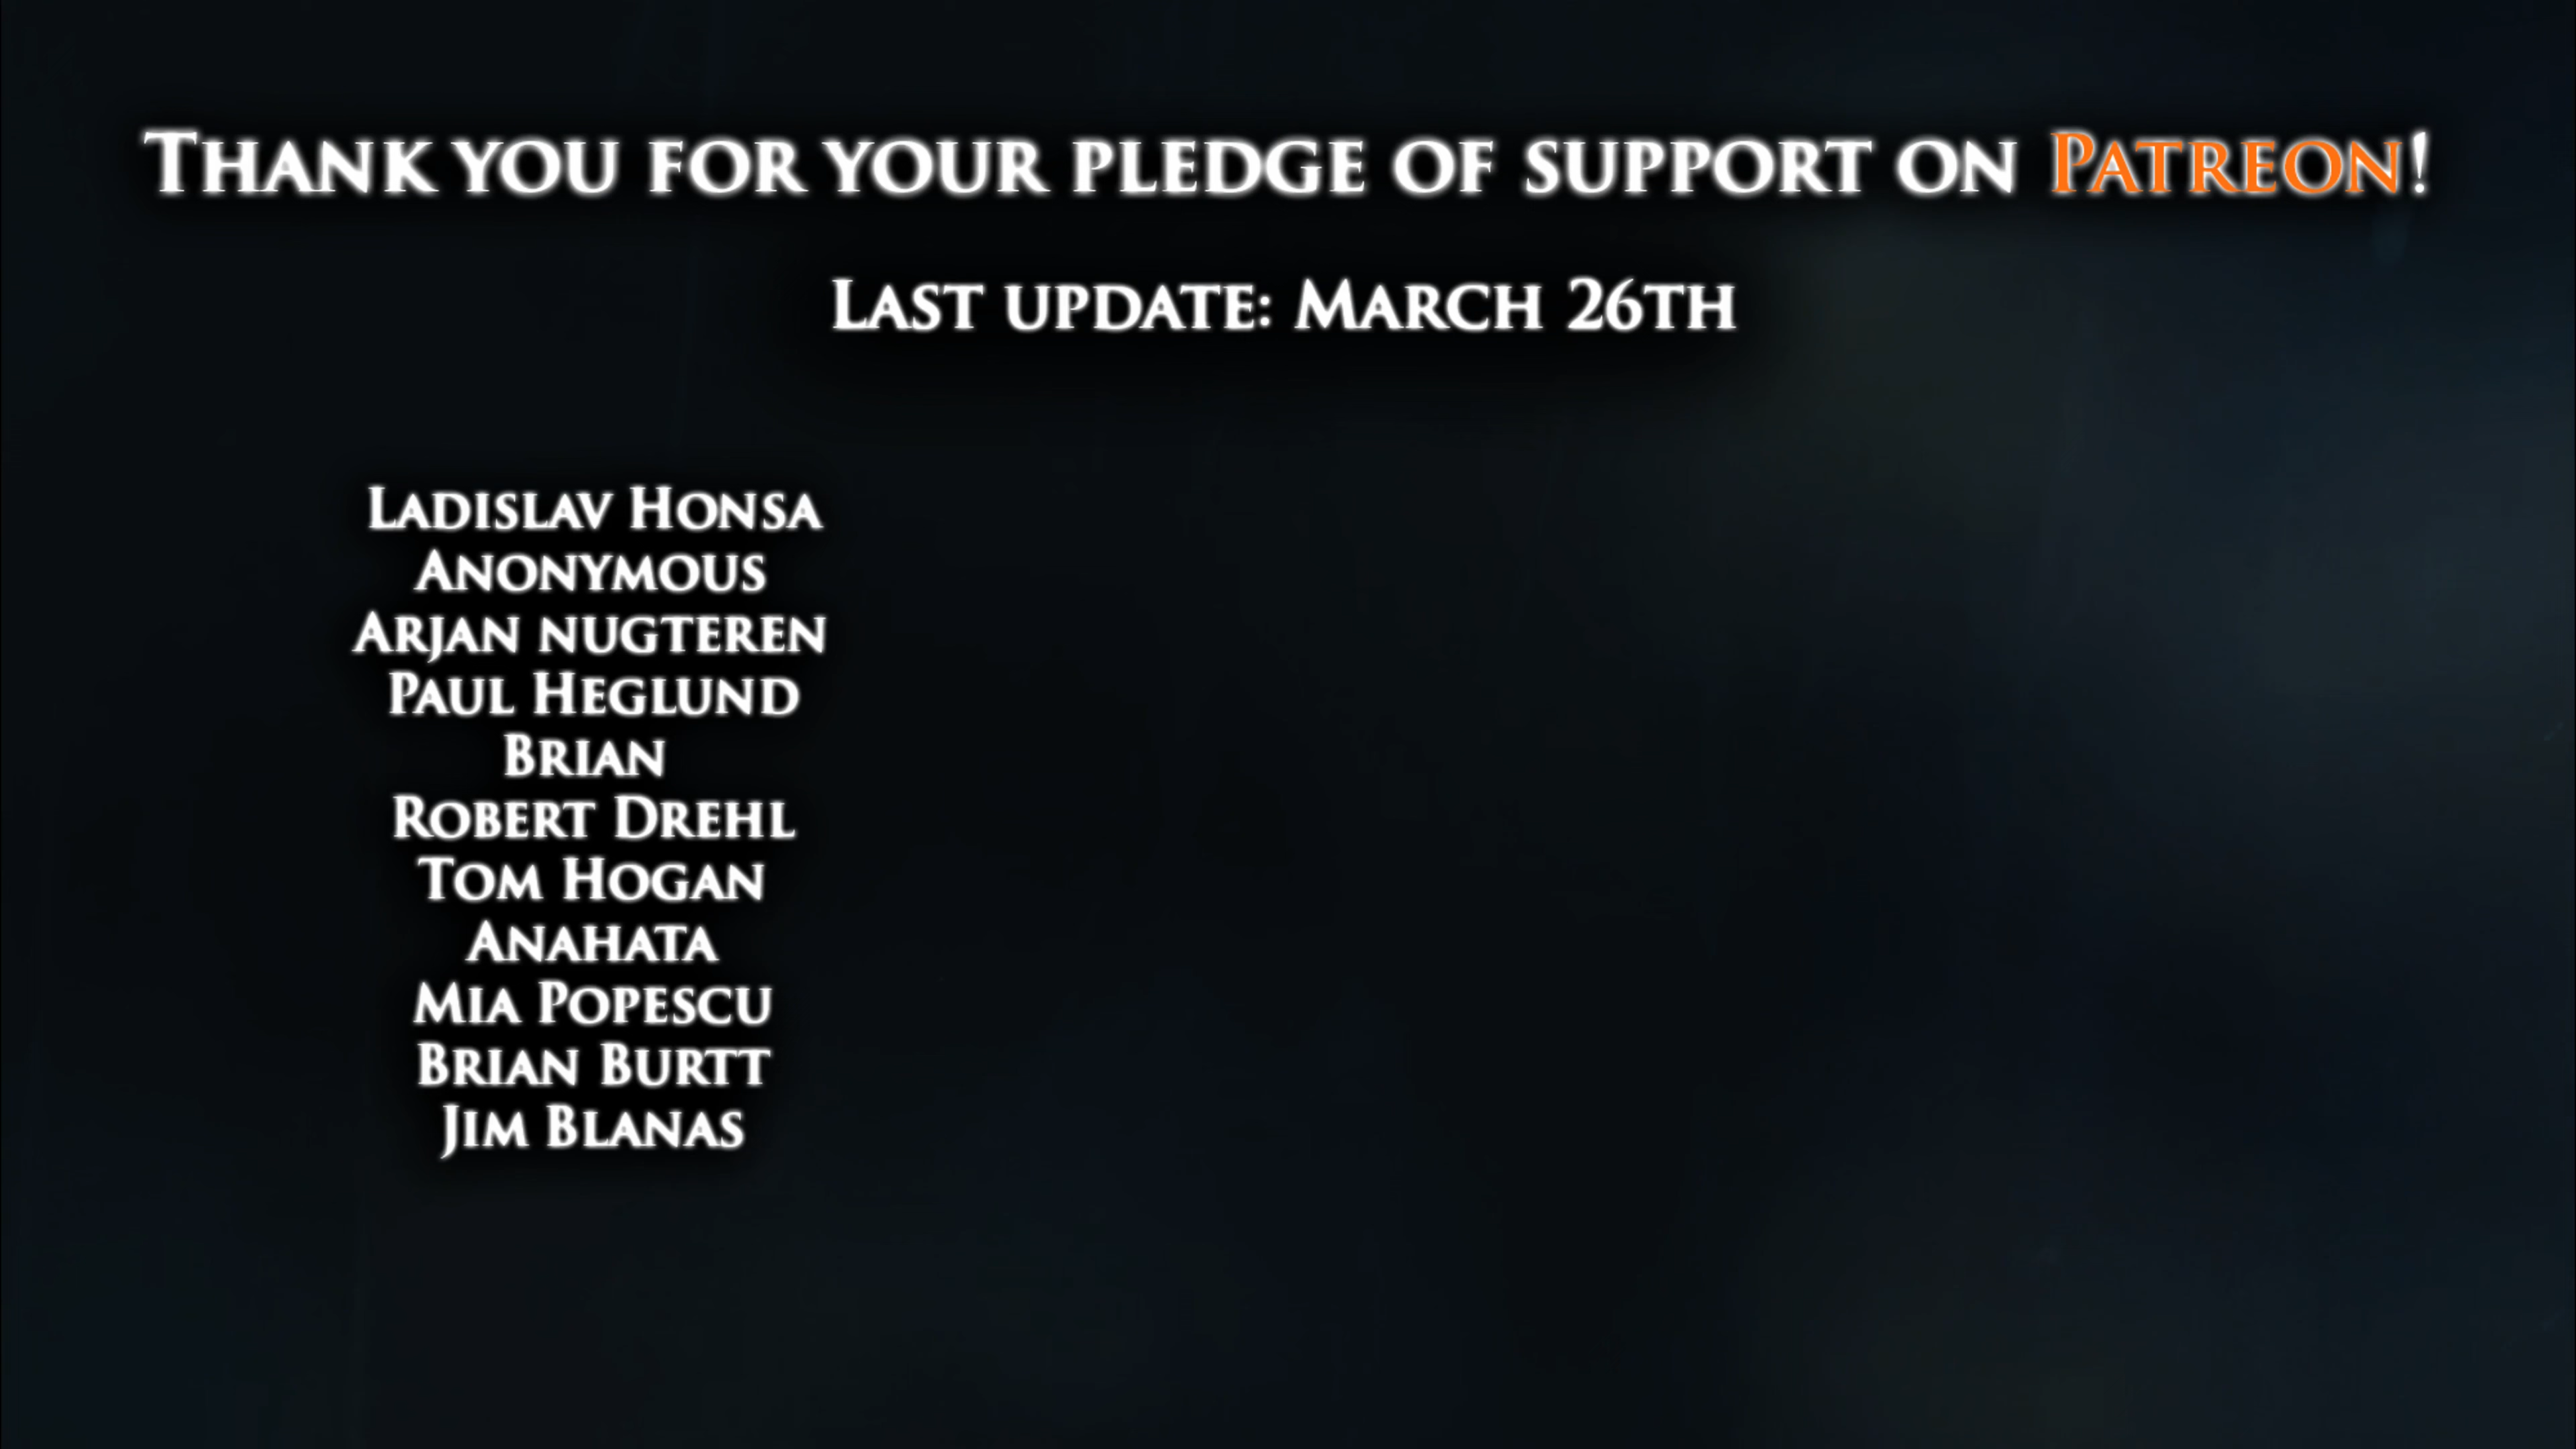 Thank you for your pledge of support on Patreon!
Last update: March 26th
Ladislav Honsa
Anonymous
Arjan nugteren
Paul Heglund
Brian
Robert Drehl
Tom Hogan
Anahata
Mia Popescu
Brian Burtt
Jim Blanas